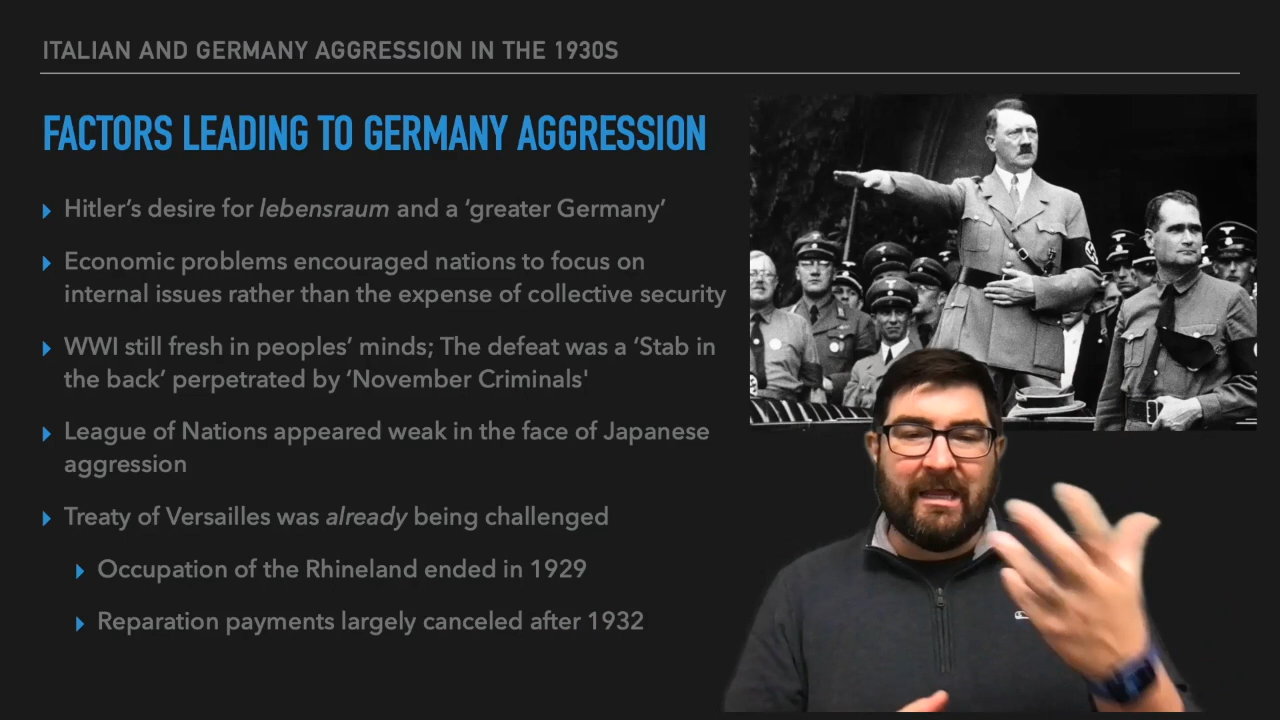 ITALIAN AND GERMANY AGGRESSION IN THE 1930S
FACTORS LEADING TO GERMANY AGGRESSION
Hitler’s desire for lebensraum and a ‘greater Germany’
Economic problems encouraged nations to focus on
internal issues rather than the expense of collective security
WWI still fresh in peoples’ minds; The defeat was a ‘Stab in
the back’ perpetrated by ‘November Criminals'
League of Nations appeared weak in the face of Japanese
aggression
Treaty of Versailles was already being challenged
Occupation of the Rhineland ended in 1929
Reparation payments largely canceled after 1932